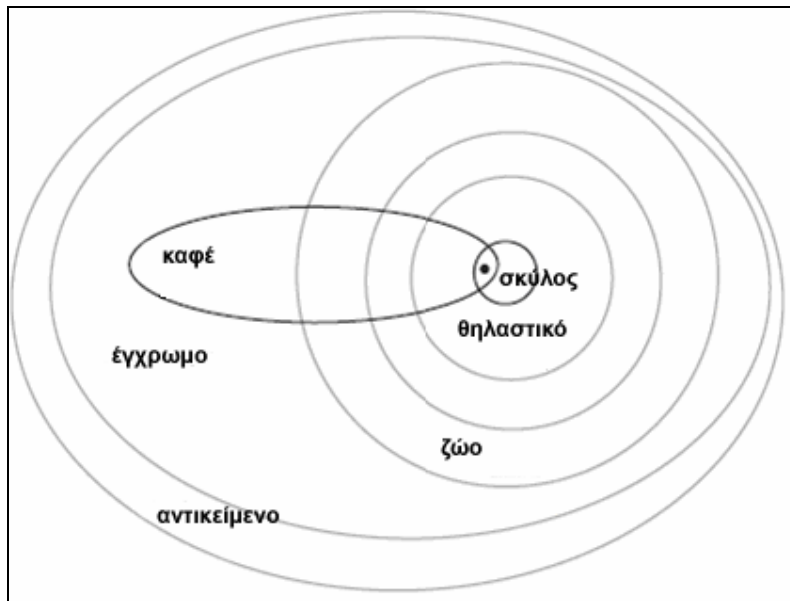 καφέ
σκύλος
θηλαστικό
έγχρωμο
ζώο
αντικείμενο